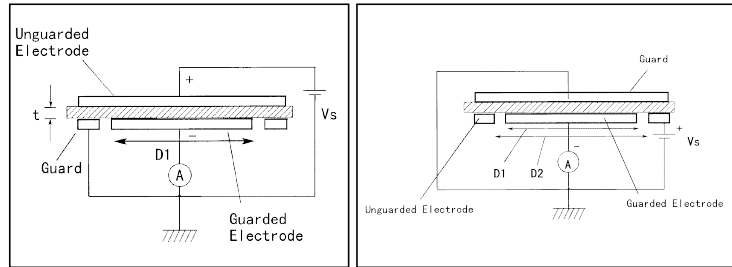 Unguarded
Electrode
+
t
Vs
Guard
−
D1
A
Guarded
Electrode
Guard
+
Vs
−
D1 D2
A
Unguarded Electrode
Guarded Electrode